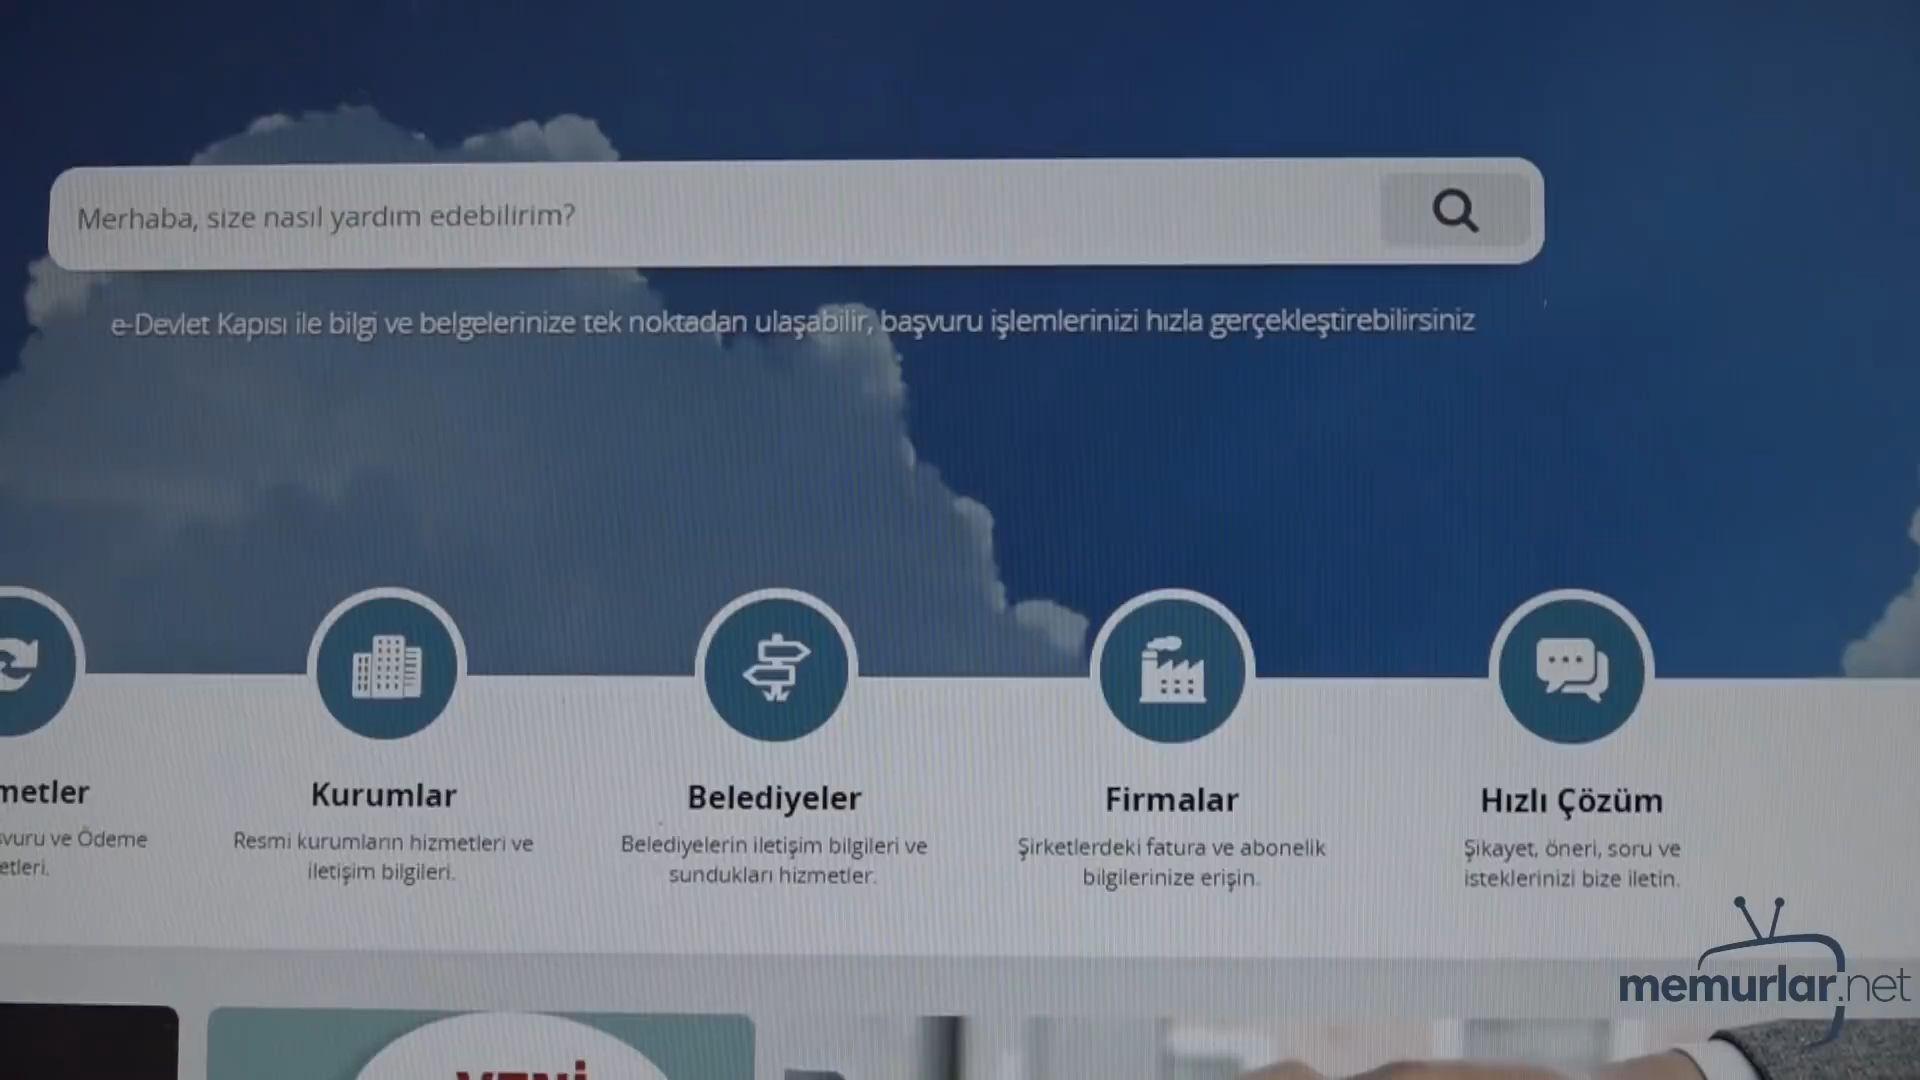 Merhaba, size nasıl yardım edebilirim?
e-Devlet Kapısı ile bilgi ve belgelerinize tek noktadan ulaşabilir, başvuru işlemlerinizi hızla gerçekleştirebilirsiniz
metler
vuru ve Ödeme
etleri.
Kurumlar
Resmi kurumların hizmetleri ve
iletişim bilgileri.
Belediyeler
Belediyelerin iletişim bilgileri ve
sundukları hizmetler.
Firmalar
Şirketlerdeki fatura ve abonelik
bilgilerinize erişin.
Hızlı Çözüm
Şikayet, öneri, soru ve
isteklerinizi bize iletin.
memurlar.net
YENİ